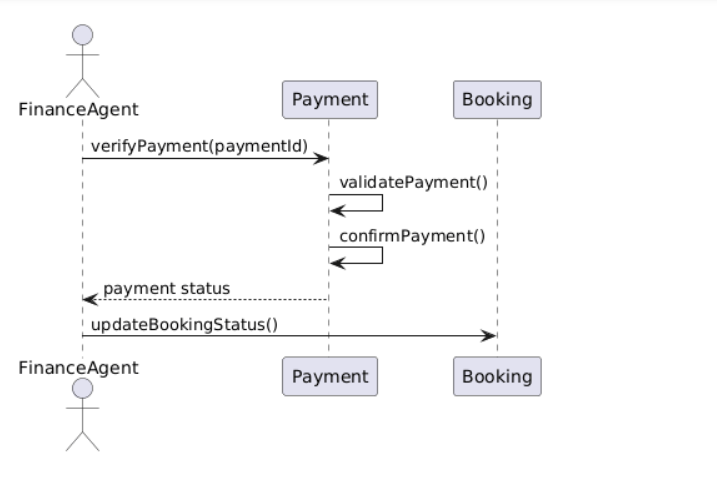 FinanceAgent
Payment
Booking
verifyPayment(paymentId)
validatePayment()
confirmPayment()
payment status
updateBookingStatus()
FinanceAgent
Payment
Booking